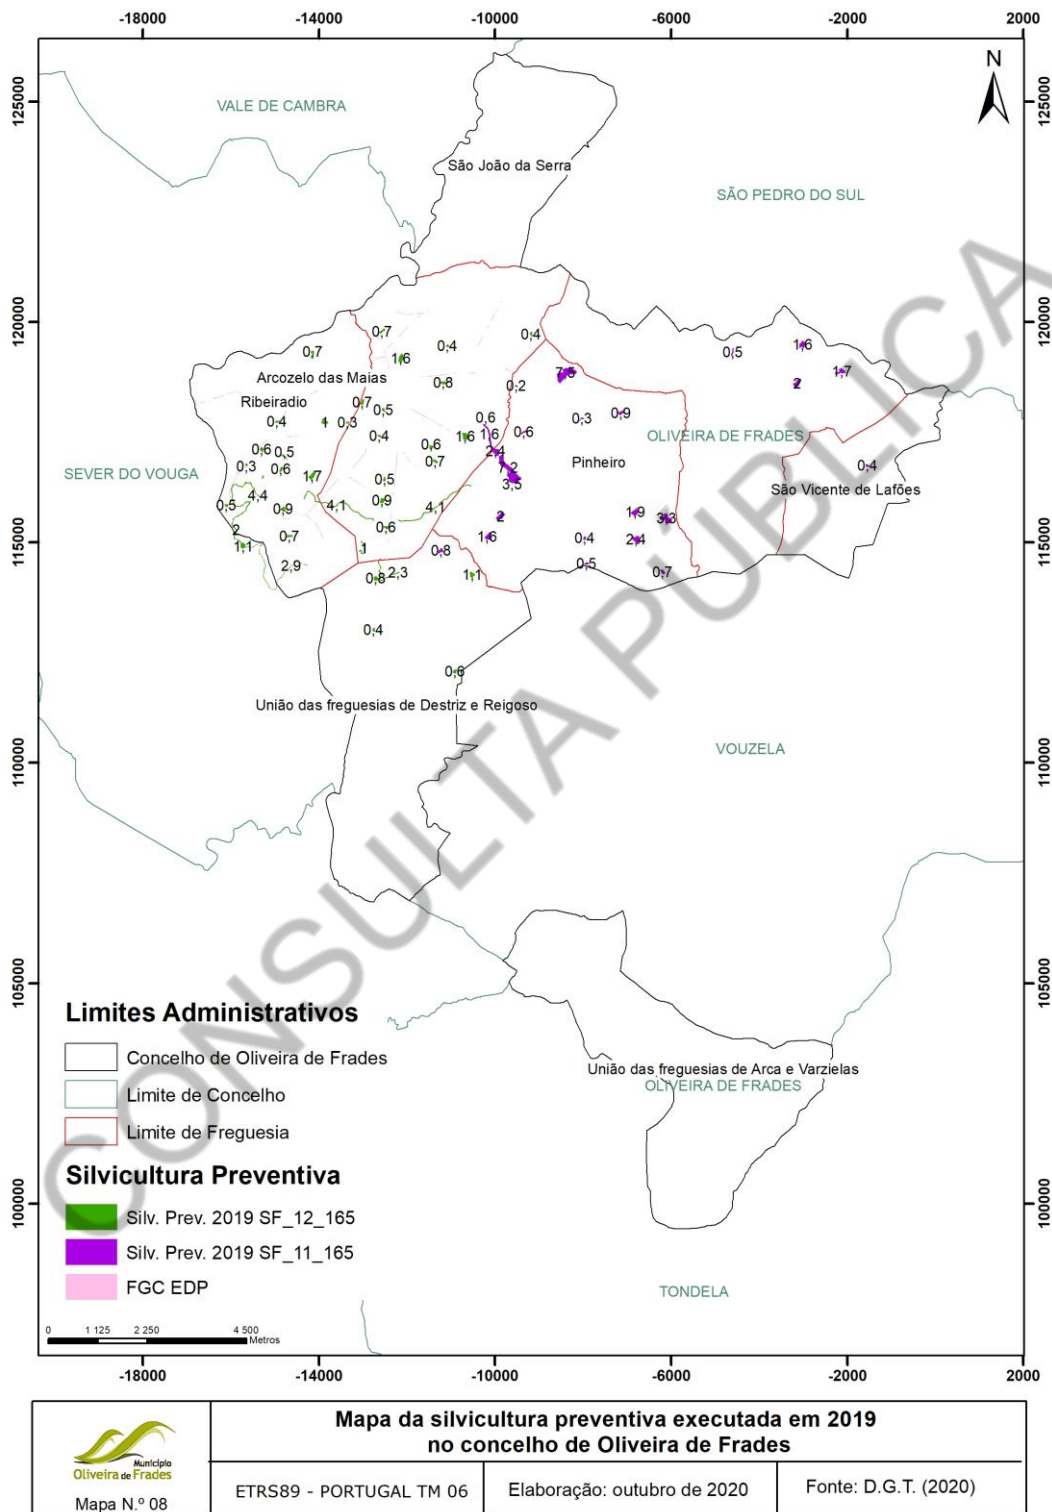 -18000 -14000 -10000 -6000 -2000 2000
N
125000 125000
VALE DE CAMBRA
São João da Serra
SÃO PEDRO DO SUL
120000 120000
0,7
0,4
0,4
1,6
0,7
1,6
0,5
7,5
1,7
0,8
0,2
2
Arcozelo das Maias
Ribeiradio
0,7
0,5
0,9
0,4
1
0,3
0,6
0,3
0,4
1,6
1,6
0,5
OLIVEIRA DE FRADES
0,6
0,5
0,2
2,4
Pinheiro
SEVER DO VOUGA
0,3
0,6
0,7
0,4
1,7
0,4
São Vicente de Lafões
3,5
4,4
0,5
0,9
4,1
0,9
4,1
2
1,9
3,3
2
0,7
0,6
1,6
0,4
2,4
115000 115000
1,1
1
0,8
2,9
0,5
0,8
2,3
1,1
0,7
0,4
0,6
União das freguesias de Destriz e Reigoso
110000 110000
VOUZELA
105000 105000
Limites Administrativos
Concelho de Oliveira de Frades
Limite de Concelho
Limite de Freguesia
União das freguesias de Arca e Varzielas
OLIVEIRA DE FRADES
Silvicultura Preventiva
100000 100000
Silv. Prev. 2019 SF_12_165
Silv. Prev. 2019 SF_11_165
FGC EDP
TONDELA
0 1 125 2 250 4 500
Metros
-18000 -14000 -10000 -6000 -2000 2000
CONSULTA PÚBLICA
Município
Oliveira de Frades
Mapa N.º 08
Mapa da silvicultura preventiva executada em 2019
no concelho de Oliveira de Frades
ETRS89 - PORTUGAL TM 06
Elaboração: outubro de 2020
Fonte: D.G.T. (2020)